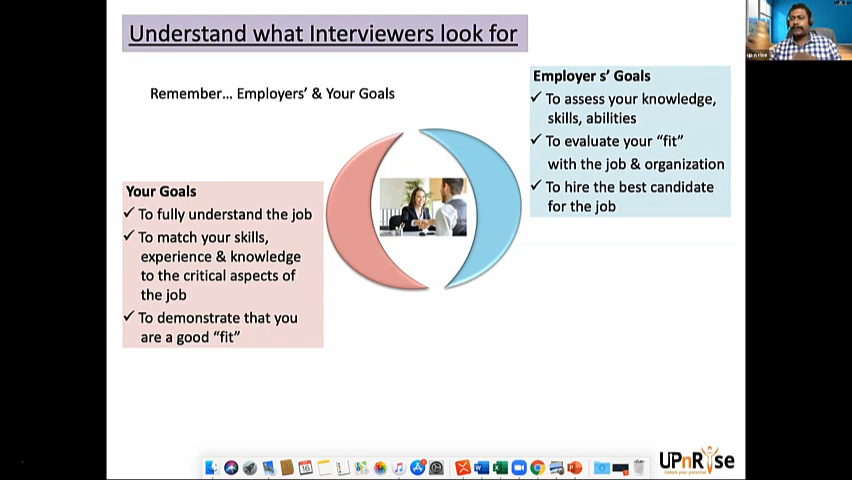 Understand what Interviewers look for
Remember... Employers’ & Your Goals
Employer s’ Goals
✓ To assess your knowledge,
skills, abilities
✓ To evaluate your “fit”
with the job & organization
✓ To hire the best candidate
for the job
Your Goals
✓ To fully understand the job
✓ To match your skills,
experience & knowledge
to the critical aspects of
the job
✓ To demonstrate that you
are a good “fit”
up n rise
16
UPnRise